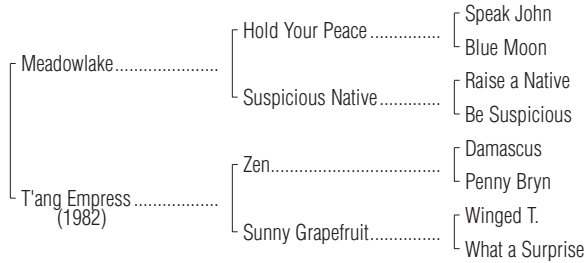 Speak John
Hold Your Peace...............
Blue Moon
Meadowlake.....................
Raise a Native
Suspicious Native.............
Be Suspicious
Damascus
Zen..................................
Penny Bryn
T'ang Empress.................
(1982)
Winged T.
Sunny Grapefruit...............
What a Surprise